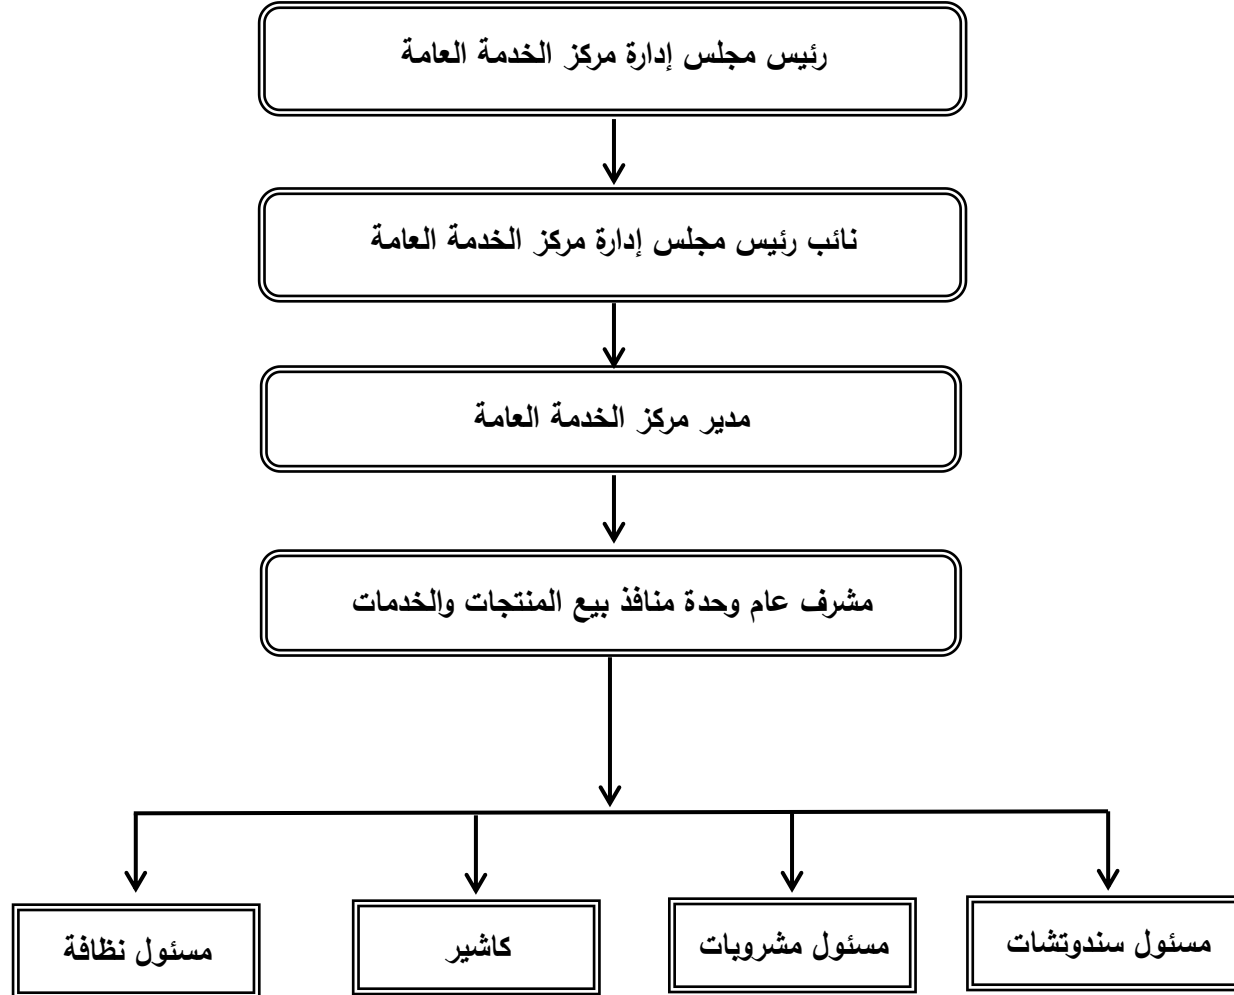 رئيس مجلس إدارة مركز الخدمة العامة
نائب رئيس مجلس إدارة مركز الخدمة العامة
مدير مركز الخدمة العامة
مشرف عام وحدة منافذ بيع المنتجات والخدمات
مسئول سندوتشات
مسئول مشروبات
كاشير
مسئول نظافة